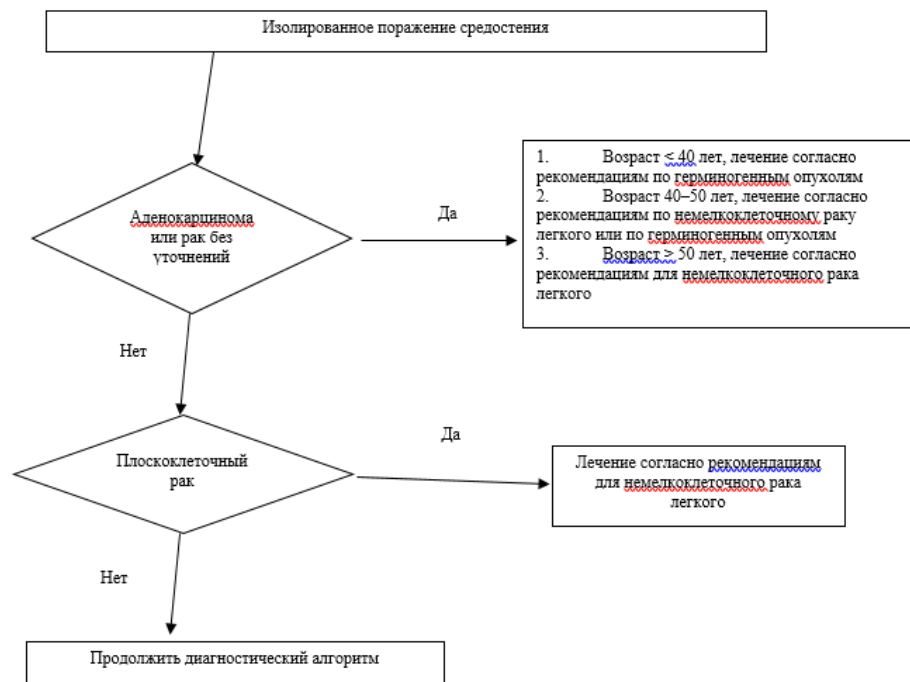 Изолированное поражение средостения
Аденокарцинома
или рак без
уточнений
Да
1. Возраст < 40 лет, лечение согласно
рекомендациям по герминогенным опухолям
2. Возраст 40–50 лет, лечение согласно
рекомендациям по немелкоклеточному раку
легкого или по герминогенным опухолям
3. Возраст > 50 лет, лечение согласно
рекомендациям для немелкоклеточного рака
легкого
Нет
Плоскоклеточный
рак
Да
Лечение согласно рекомендациям
для немелкоклеточного рака
легкого
Нет
Продолжить диагностический алгоритм